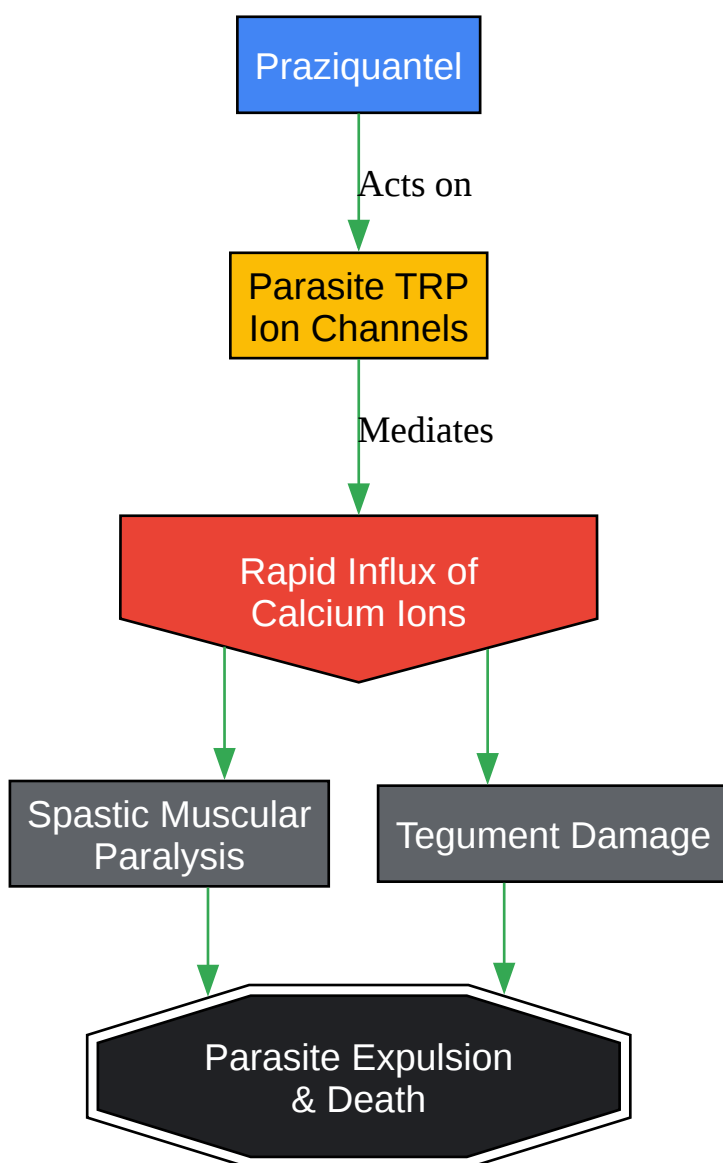 Praziquantel
Acts on
Parasite TRP
Ion Channels
Mediates
Rapid Influx of
Calcium Ions
Spastic Muscular
Paralysis
Tegument Damage
Parasite Expulsion
& Death